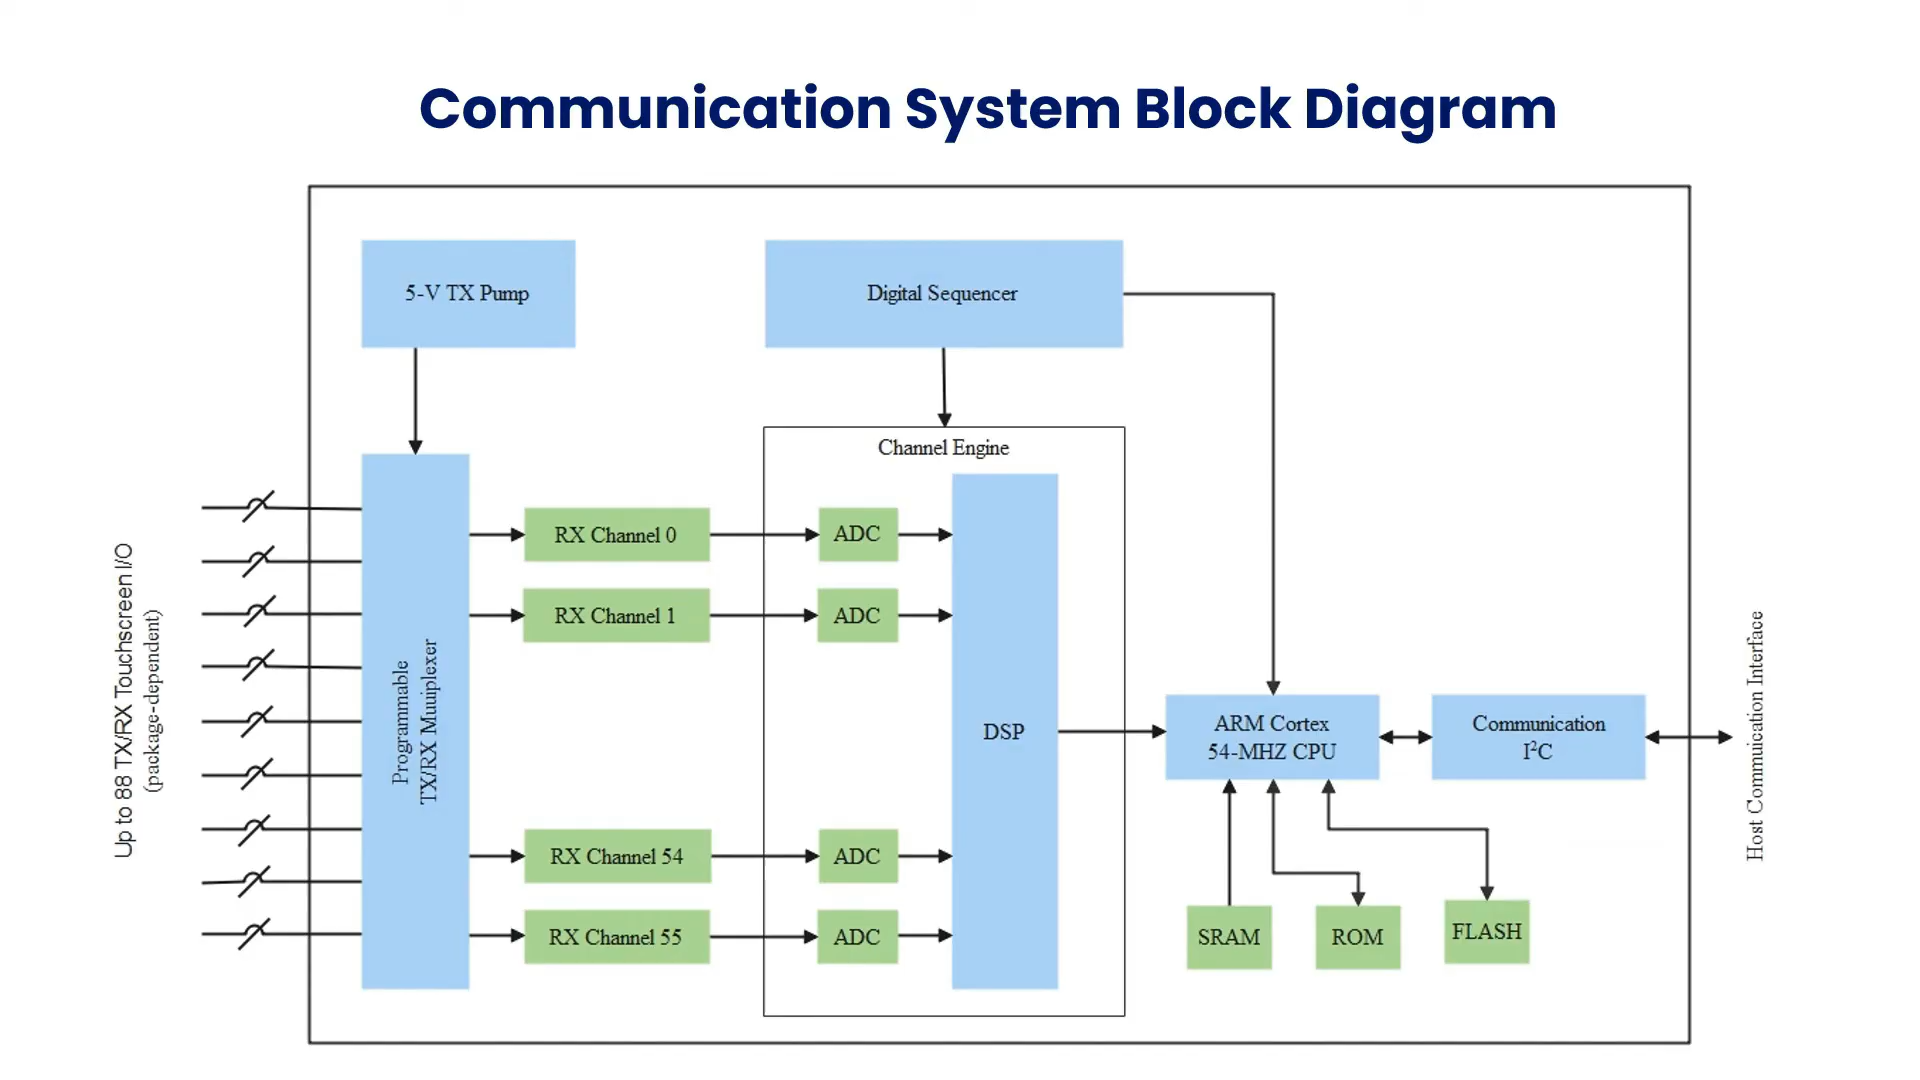 Communication System Block Diagram
5-V TX Pump
Digital Sequencer
Channel Engine
Up to 88 TX/RX Touchscreen I/O
(package-dependent)
Programmable
TX/RX Muuiplexer
RX Channel 0
ADC
RX Channel 1
ADC
RX Channel 54
ADC
RX Channel 55
ADC
DSP
ARM Cortex
54-MHZ CPU
Communication
I²C
SRAM
ROM
FLASH
Host Commuication Interface